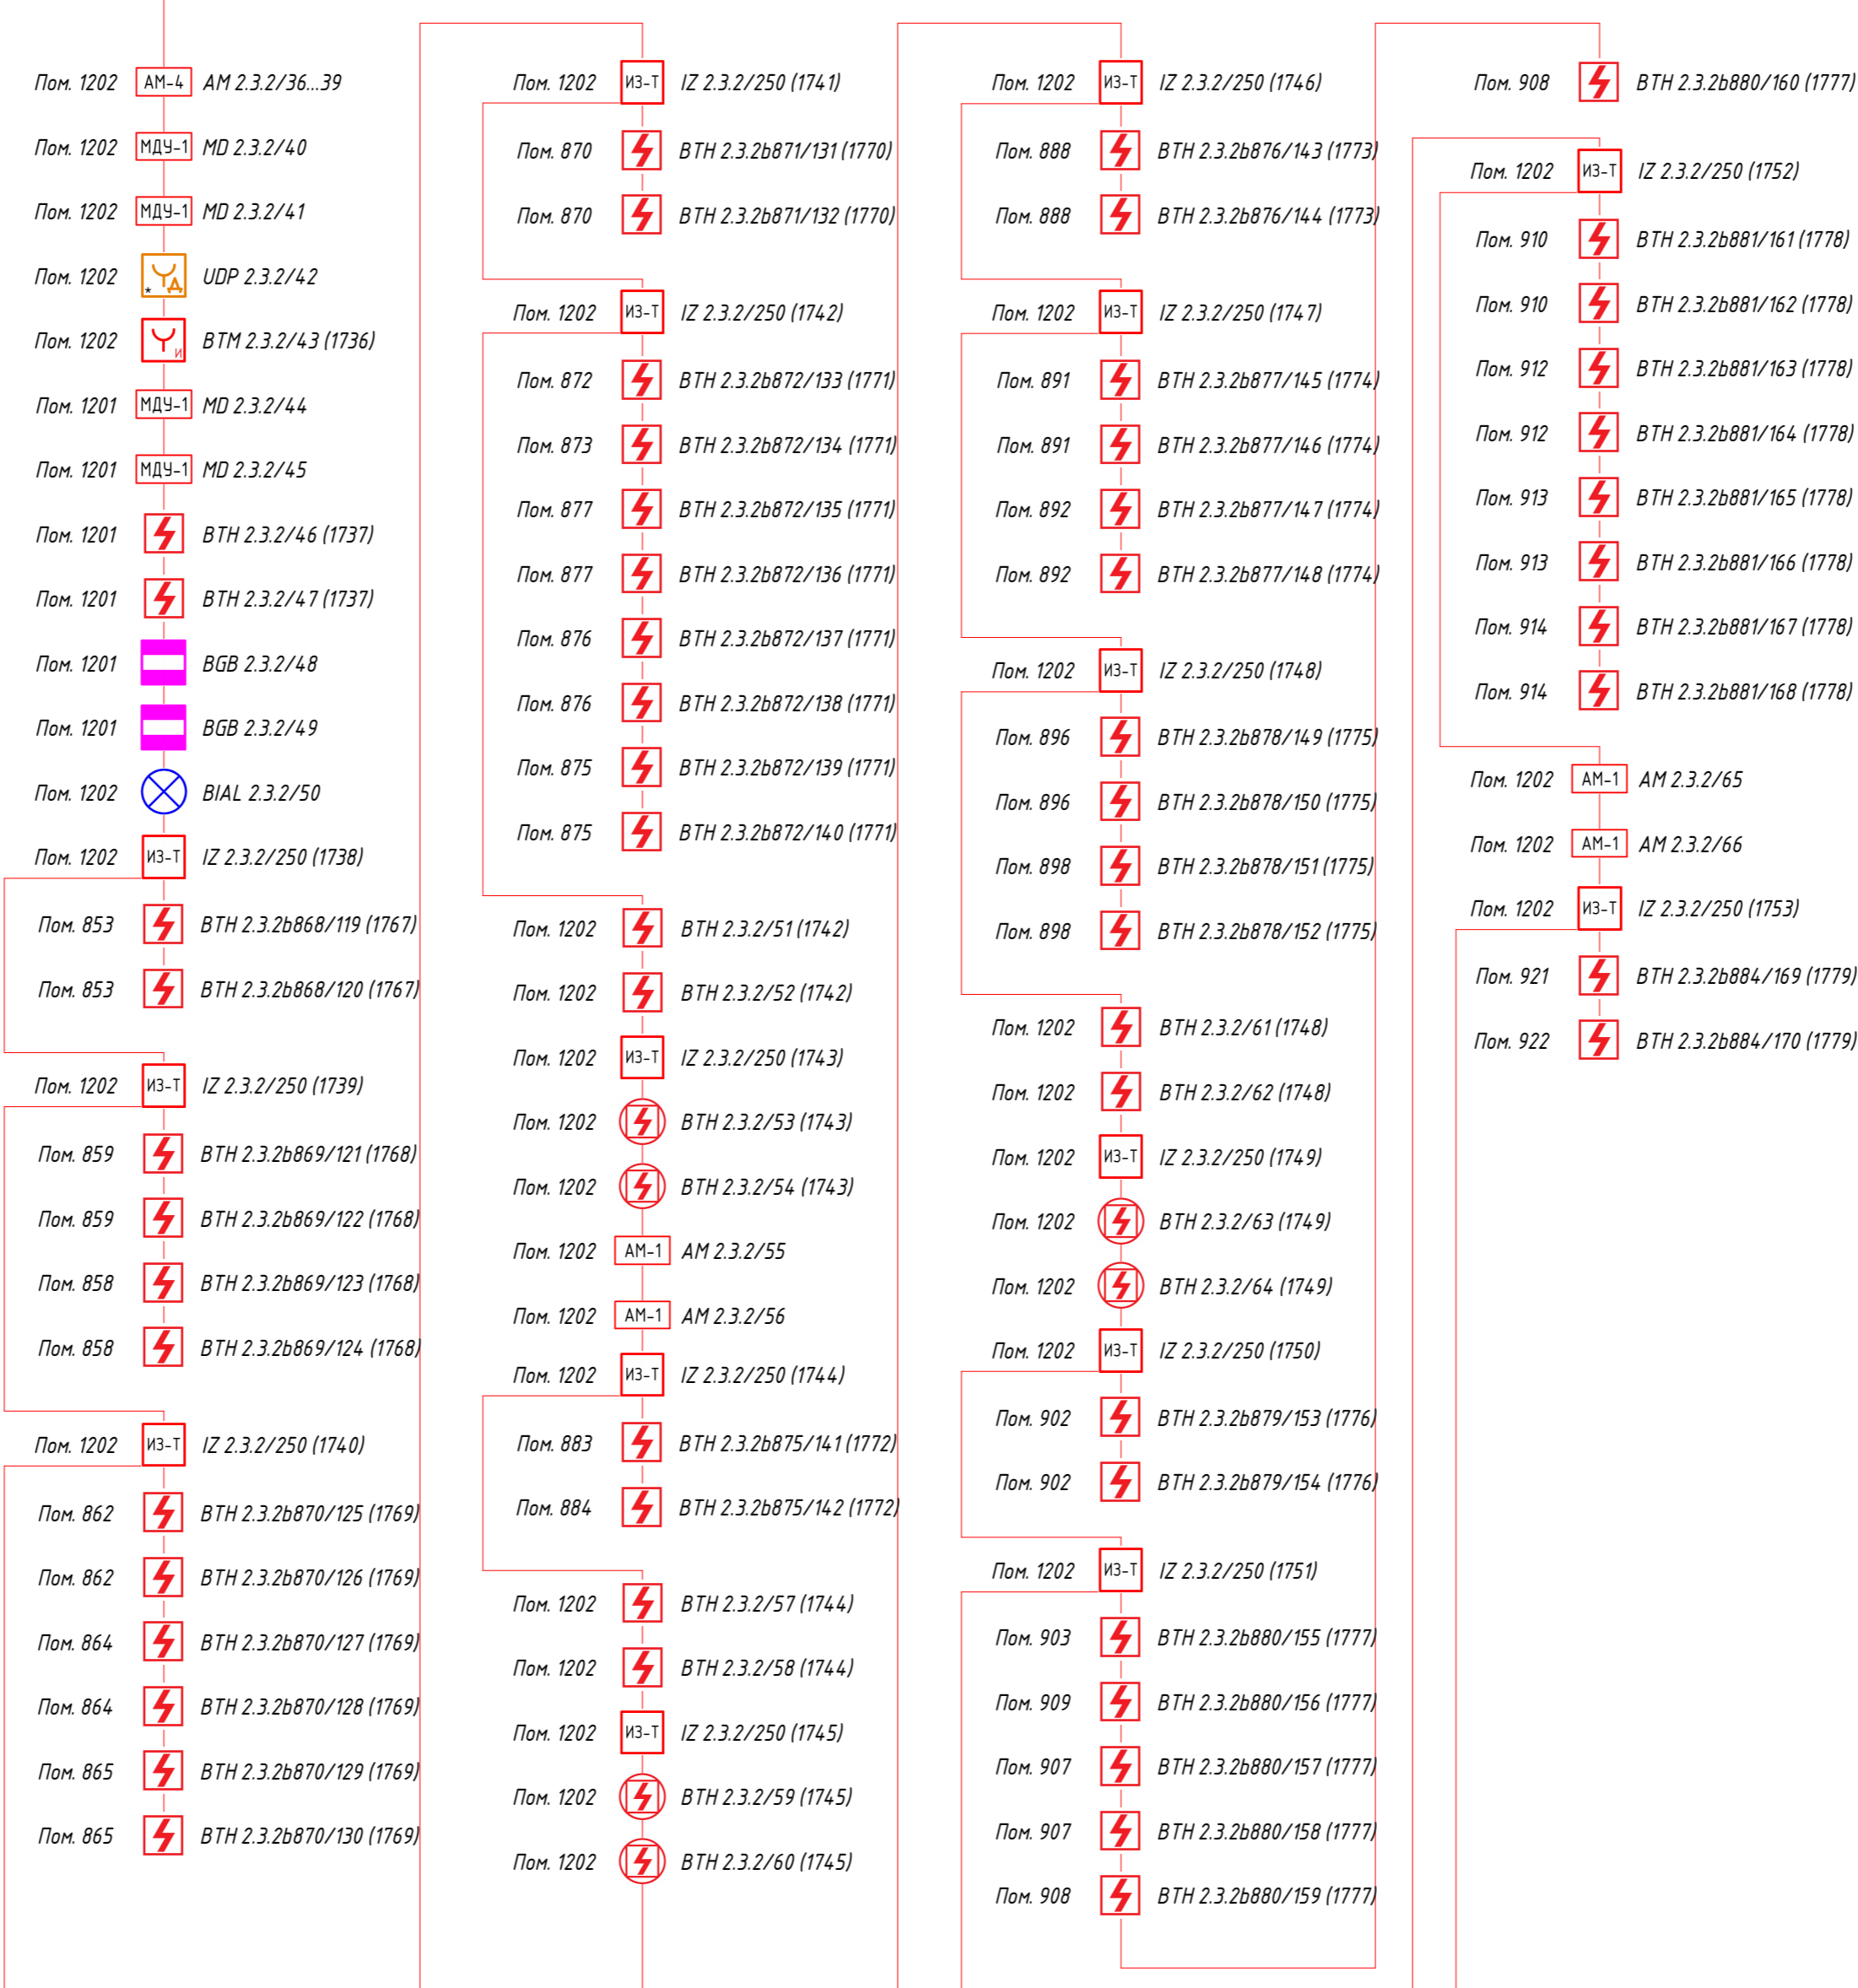 Пом. 1202 АМ-4 AM 2.3.2/36...39
Пом. 1202 МДУ-1 MD 2.3.2/40
Пом. 1202 МДУ-1 MD 2.3.2/41
Пом. 1202 * Д UDP 2.3.2/42
Пом. 1202 И BTM 2.3.2/43 (1736)
Пом. 1201 МДУ-1 MD 2.3.2/44
Пом. 1201 МДУ-1 MD 2.3.2/45
Пом. 1201 BTH 2.3.2/46 (1737)
Пом. 1201 BTH 2.3.2/47 (1737)
Пом. 1201 BGB 2.3.2/48
Пом. 1201 BGB 2.3.2/49
Пом. 1202 BIAL 2.3.2/50
Пом. 1202 ИЗ-Т IZ 2.3.2/250 (1738)
Пом. 853 BTH 2.3.2b868/119 (1767)
Пом. 853 BTH 2.3.2b868/120 (1767)
Пом. 1202 ИЗ-Т IZ 2.3.2/250 (1739)
Пом. 859 BTH 2.3.2b869/121 (1768)
Пом. 859 BTH 2.3.2b869/122 (1768)
Пом. 858 BTH 2.3.2b869/123 (1768)
Пом. 858 BTH 2.3.2b869/124 (1768)
Пом. 1202 ИЗ-Т IZ 2.3.2/250 (1740)
Пом. 862 BTH 2.3.2b870/125 (1769)
Пом. 862 BTH 2.3.2b870/126 (1769)
Пом. 864 BTH 2.3.2b870/127 (1769)
Пом. 864 BTH 2.3.2b870/128 (1769)
Пом. 865 BTH 2.3.2b870/129 (1769)
Пом. 865 BTH 2.3.2b870/130 (1769)
Пом. 1202 ИЗ-Т IZ 2.3.2/250 (1741)
Пом. 870 BTH 2.3.2b871/131 (1770)
Пом. 870 BTH 2.3.2b871/132 (1770)
Пом. 1202 ИЗ-Т IZ 2.3.2/250 (1742)
Пом. 872 BTH 2.3.2b872/133 (1771)
Пом. 873 BTH 2.3.2b872/134 (1771)
Пом. 877 BTH 2.3.2b872/135 (1771)
Пом. 877 BTH 2.3.2b872/136 (1771)
Пом. 876 BTH 2.3.2b872/137 (1771)
Пом. 876 BTH 2.3.2b872/138 (1771)
Пом. 875 BTH 2.3.2b872/139 (1771)
Пом. 875 BTH 2.3.2b872/140 (1771)
Пом. 1202 BTH 2.3.2/51 (1742)
Пом. 1202 BTH 2.3.2/52 (1742)
Пом. 1202 ИЗ-Т IZ 2.3.2/250 (1743)
Пом. 1202 BTH 2.3.2/53 (1743)
Пом. 1202 BTH 2.3.2/54 (1743)
Пом. 1202 АМ-1 AM 2.3.2/55
Пом. 1202 АМ-1 AM 2.3.2/56
Пом. 1202 ИЗ-Т IZ 2.3.2/250 (1744)
Пом. 883 BTH 2.3.2b875/141 (1772)
Пом. 884 BTH 2.3.2b875/142 (1772)
Пом. 1202 BTH 2.3.2/57 (1744)
Пом. 1202 BTH 2.3.2/58 (1744)
Пом. 1202 ИЗ-Т IZ 2.3.2/250 (1745)
Пом. 1202 BTH 2.3.2/59 (1745)
Пом. 1202 BTH 2.3.2/60 (1745)
Пом. 1202 ИЗ-Т IZ 2.3.2/250 (1746)
Пом. 888 BTH 2.3.2b876/143 (1773)
Пом. 888 BTH 2.3.2b876/144 (1773)
Пом. 1202 ИЗ-Т IZ 2.3.2/250 (1747)
Пом. 891 BTH 2.3.2b877/145 (1774)
Пом. 891 BTH 2.3.2b877/146 (1774)
Пом. 892 BTH 2.3.2b877/147 (1774)
Пом. 892 BTH 2.3.2b877/148 (1774)
Пом. 1202 ИЗ-Т IZ 2.3.2/250 (1748)
Пом. 896 BTH 2.3.2b878/149 (1775)
Пом. 896 BTH 2.3.2b878/150 (1775)
Пом. 898 BTH 2.3.2b878/151 (1775)
Пом. 898 BTH 2.3.2b878/152 (1775)
Пом. 1202 BTH 2.3.2/61 (1748)
Пом. 1202 BTH 2.3.2/62 (1748)
Пом. 1202 ИЗ-Т IZ 2.3.2/250 (1749)
Пом. 1202 BTH 2.3.2/63 (1749)
Пом. 1202 BTH 2.3.2/64 (1749)
Пом. 1202 ИЗ-Т IZ 2.3.2/250 (1750)
Пом. 902 BTH 2.3.2b879/153 (1776)
Пом. 902 BTH 2.3.2b879/154 (1776)
Пом. 1202 ИЗ-Т IZ 2.3.2/250 (1751)
Пом. 903 BTH 2.3.2b880/155 (1777)
Пом. 909 BTH 2.3.2b880/156 (1777)
Пом. 907 BTH 2.3.2b880/157 (1777)
Пом. 907 BTH 2.3.2b880/158 (1777)
Пом. 908 BTH 2.3.2b880/159 (1777)
Пом. 908 BTH 2.3.2b880/160 (1777)
Пом. 1202 ИЗ-Т IZ 2.3.2/250 (1752)
Пом. 910 BTH 2.3.2b881/161 (1778)
Пом. 910 BTH 2.3.2b881/162 (1778)
Пом. 912 BTH 2.3.2b881/163 (1778)
Пом. 912 BTH 2.3.2b881/164 (1778)
Пом. 913 BTH 2.3.2b881/165 (1778)
Пом. 913 BTH 2.3.2b881/166 (1778)
Пом. 914 BTH 2.3.2b881/167 (1778)
Пом. 914 BTH 2.3.2b881/168 (1778)
Пом. 1202 АМ-1 AM 2.3.2/65
Пом. 1202 АМ-1 AM 2.3.2/66
Пом. 1202 ИЗ-Т IZ 2.3.2/250 (1753)
Пом. 921 BTH 2.3.2b884/169 (1779)
Пом. 922 BTH 2.3.2b884/170 (1779)